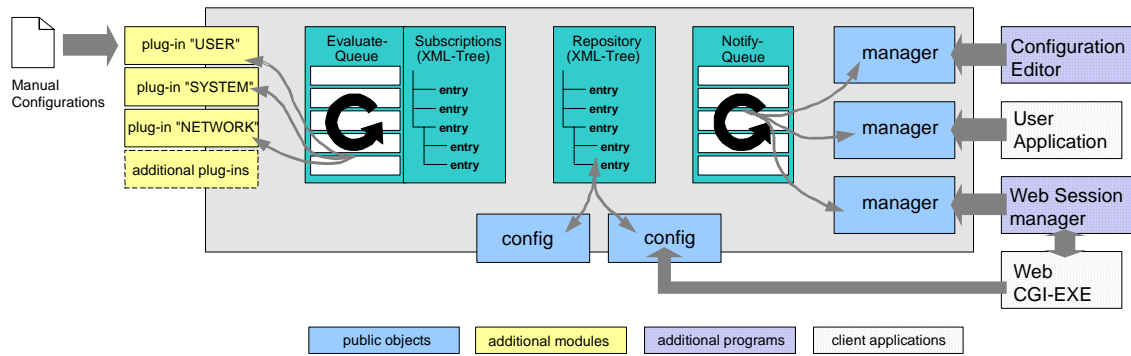 Manual
Configurations
plug-in "USER"
plug-in "SYSTEM"
plug-in "NETWORK"
additional plug-ins
Evaluate-
Queue
Subscriptions
(XML-Tree)
entry
entry
entry
entry
entry
Repository
(XML-Tree)
entry
entry
entry
entry
entry
Notify-
Queue
manager
manager
manager
Configuration
Editor
User
Application
Web Session
manager
Web
CGI-EXE
config
config
public objects
additional modules
additional programs
client applications